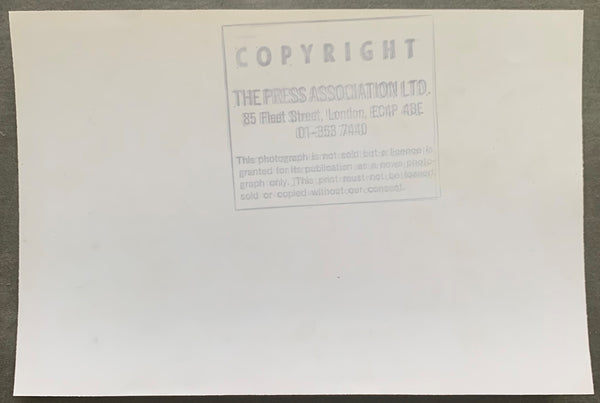 COPYRIGHT
THE PRESS ASSOCIATION LTD.
85 Fleet Street, London, EC4P 4BE
01-353 7440
This photograph is not sold but a licence is
granted for its publication as a news photo-
graph only. This print must not be loaned,
sold or copied without our consent.